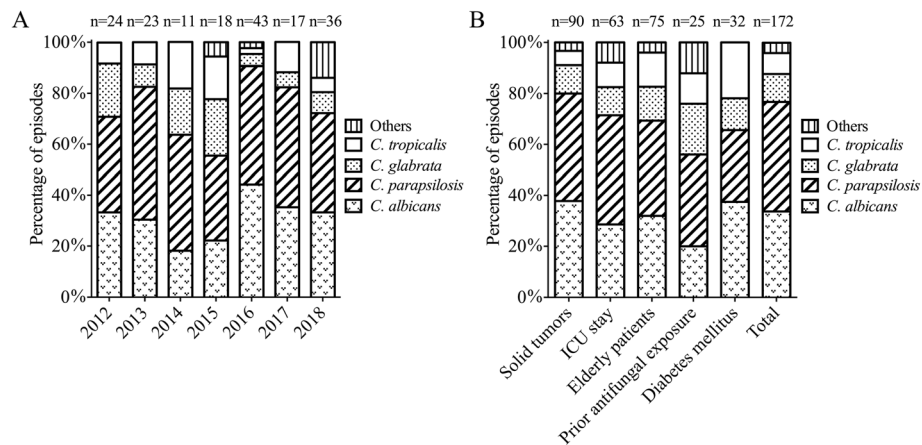 A
n=24 n=23 n=11 n=18 n=43 n=17 n=36
Percentage of episodes
100%
80%
60%
40%
20%
0%
2012 2013 2014 2015 2016 2017 2018
Others
C. tropicalis
C. glabrata
C. parapsilosis
C. albicans
B
n=90 n=63 n=75 n=25 n=32 n=172
Percentage of episodes
100%
80%
60%
40%
20%
0%
Solid tumors
ICU stay
Elderly patients
Prior antifungal exposure
Diabetes mellitus
Total
Others
C. tropicalis
C. glabrata
C. parapsilosis
C. albicans